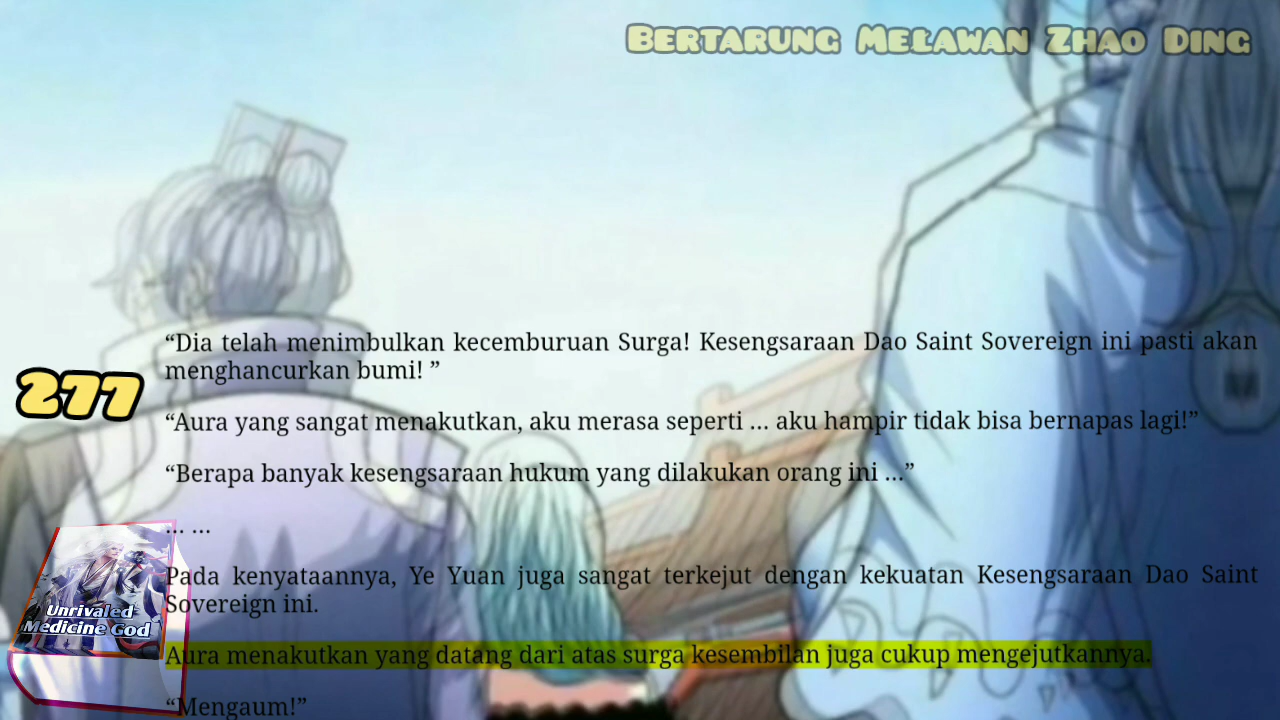 Bertarung Melawan Zhao Ding
“Dia telah menimbulkan kecemburuan Surga! Kesengsaraan Dao Saint Sovereign ini pasti akan
menghancurkan bumi! ”
277
“Aura yang sangat menakutkan, aku merasa seperti … aku hampir tidak bisa bernapas lagi!”
“Berapa banyak kesengsaraan hukum yang dilakukan orang ini …”
… …
Pada kenyataannya, Ye Yuan juga sangat terkejut dengan kekuatan Kesengsaraan Dao Saint
Sovereign ini.
Unrivaled
Medicine God
Aura menakutkan yang datang dari atas surga kesembilan juga cukup mengejutkannya.
“Mengaum!”